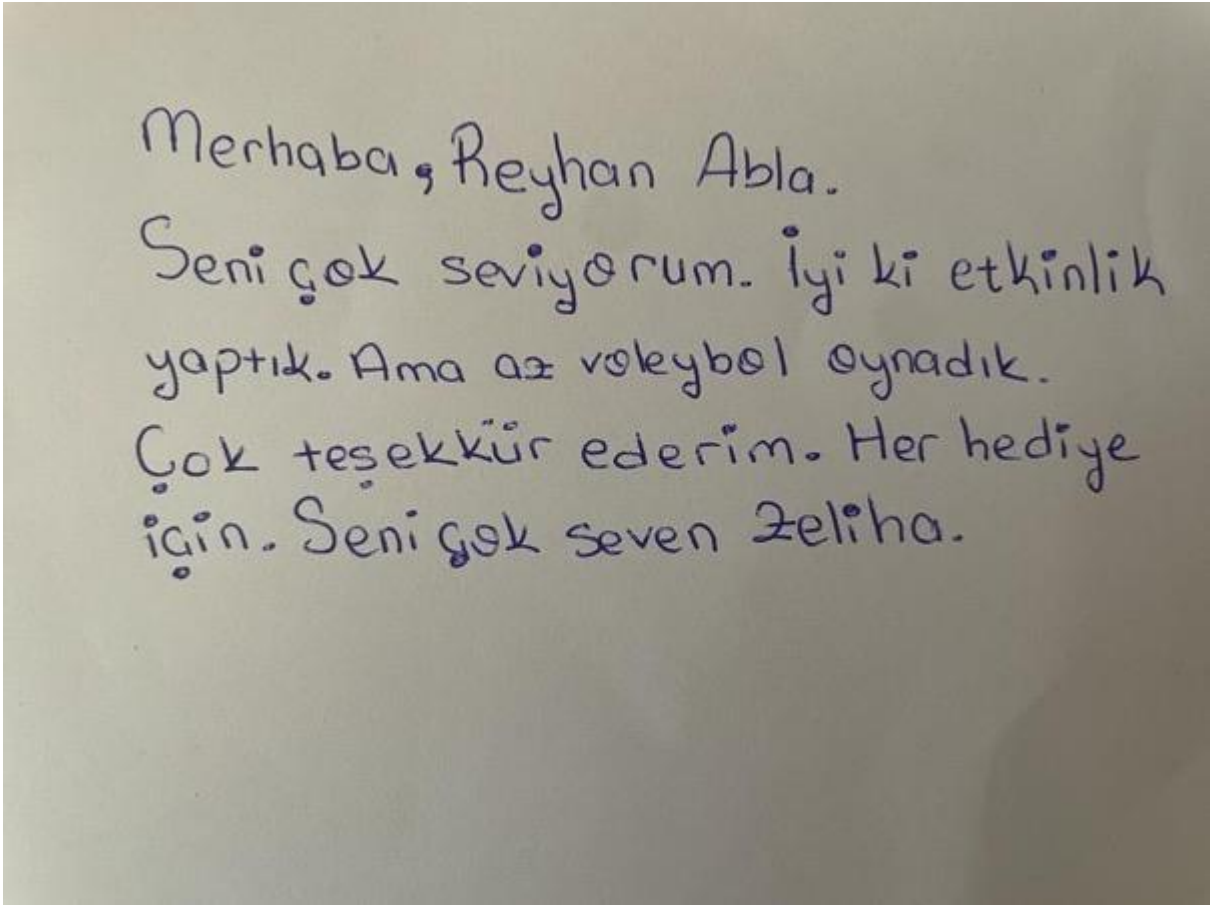 Merhaba, Reyhan Abla.
Seni çok seviyorum. İyi ki etkinlik
yaptık. Ama az voleybol oynadık.
Çok teşekkür ederim. Her hediye
için. Seni çok seven Zeliha.